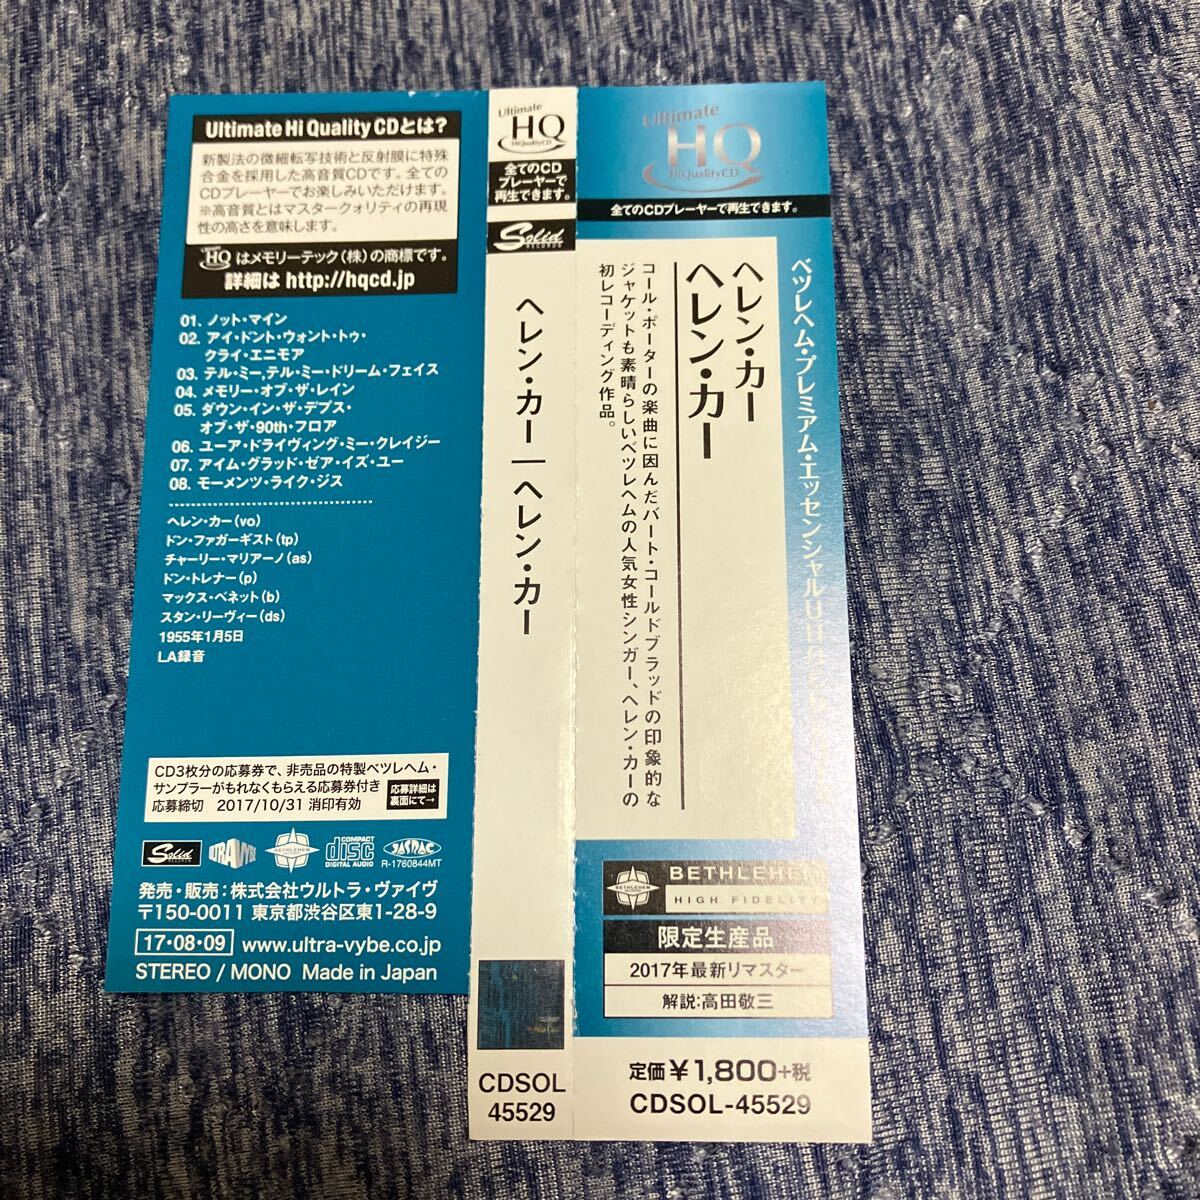 Ultimate Hi Quality CDとは?
新製法の微細転写技術と反射膜に特殊
合金を採用した高音質CDです。全ての
CDプレーヤーでお楽しみいただけます。
※高音質とはマスタークォリティの再現
性の高さを意味します。
HQはメモリーテック(株)の商標です。
詳細は http://hqcd.jp
01. ノット・マイン
02. アイ・ドント・ウォント・トゥ・
クライ・エニモア
03. テル・ミー,テル・ミー・ドリーム・フェイス
04. メモリー・オブ・ザ・レイン
05. ダウン・イン・ザ・デプス・
オブ・ザ・90th・フロア
06. ユーア・ドライヴィング・ミー・クレイジー
07. アイム・グラッド・ゼア・イズ・ユー
08. モーメンツ・ライク・ジス
ヘレン・カー(vo)
ドン・ファガーギスト(tp)
チャーリー・マリアーノ(as)
ドン・トレナー(p)
マックス・ベネット(b)
スタン・リーヴィー(ds)
1955年1月5日
LA録音
CD3枚分の応募券で、非売品の特製ベツレヘム・
サンプラーがもれなくもらえる応募券付き
応募締切 2017/10/31 消印有効
応募詳細は
裏面にて→
Solid RECORDS
BETHLEHEM
COMPACT
disc
DIGITAL AUDIO
JASRAC
R-1760844MT
発売・販売:株式会社ウルトラ・ヴァイヴ
〒150-0011 東京都渋谷区東1-28-9
17・08・09 www.ultra-vybe.co.jp
STEREO / MONO Made in Japan
Ultimate
HQ
HiQualityCD
全てのCD
プレーヤーで
再生できます。
Solid
RECORDS
ヘレン・カー|ヘレン・カー
CDSOL
45529
Ultimate
HQ
HiQualityCD
全てのCDプレーヤーで再生できます。
ベツレヘム・プレミアム・エッセンシャルUH
ヘレン・カー
ヘレン・カー
コール・ポーターの楽曲に因んだバート・コールドブラッドの印象的な
ジャケットも素晴らしいベツレヘムの人気女性シンガー、ヘレン・カーの
初レコーディング作品。
BETHLEHEM
HIGH FIDELITY
限定生産品
2017年最新リマスター
解説:高田敬三
定価¥1,800+税
CDSOL-45529